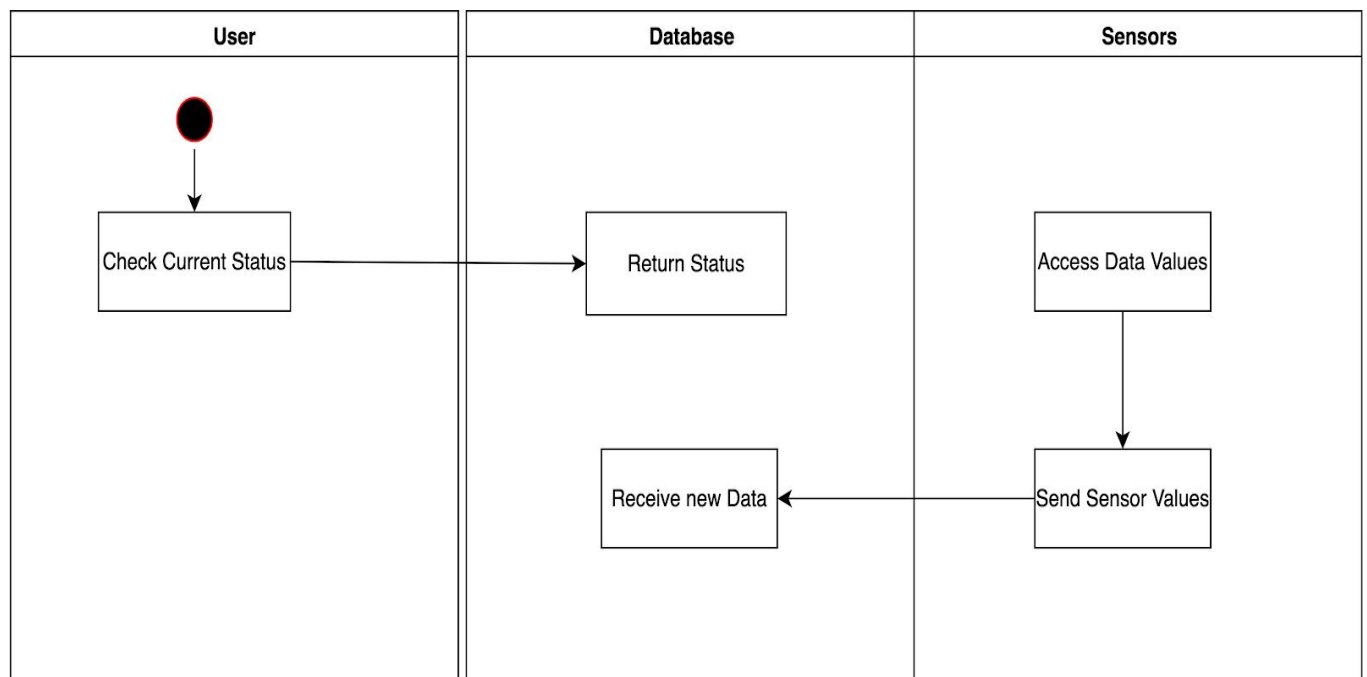 User
Database
Sensors
Check Current Status
Return Status
Access Data Values
Receive new Data
Send Sensor Values